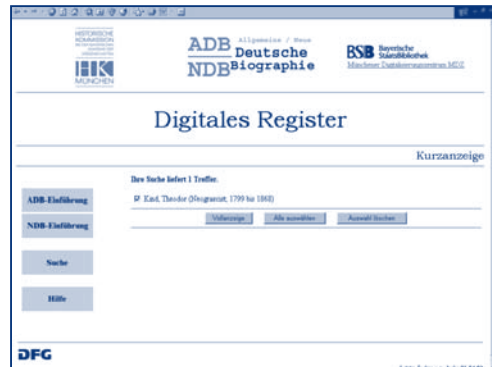 HISTORISCHE
KOMMISSION
MÜNCHEN
ADB Allgemeine / Neue
Deutsche
NDB Biographie
BSB Bayerische
StaatsBibliothek
Münchener Digitalisierungszentrum MDZ
Digitales Register
Kurzanzeige
Ihre Suche liefert 1 Treffer.
Kind, Theodor (Neogräzist, 1799 bis 1868)
Vollanzeige Alle auswählen Auswahl löschen
ADB-Einführung
NDB-Einführung
Suche
Hilfe
DFG